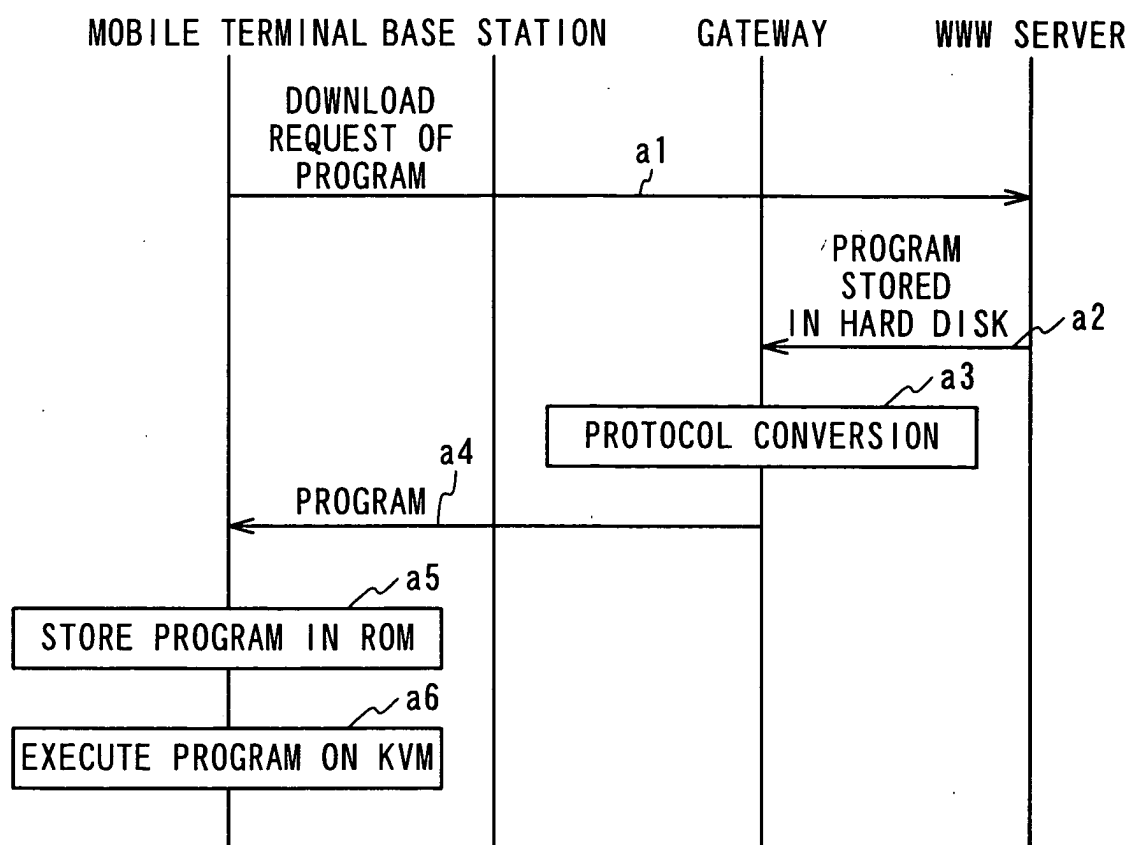 MOBILE TERMINAL BASE STATION GATEWAY WWW SERVER
DOWNLOAD
REQUEST OF
PROGRAM
a1
PROGRAM
STORED
IN HARD DISK
a2
a3
PROTOCOL CONVERSION
a4
PROGRAM
a5
STORE PROGRAM IN ROM
a6
EXECUTE PROGRAM ON KVM